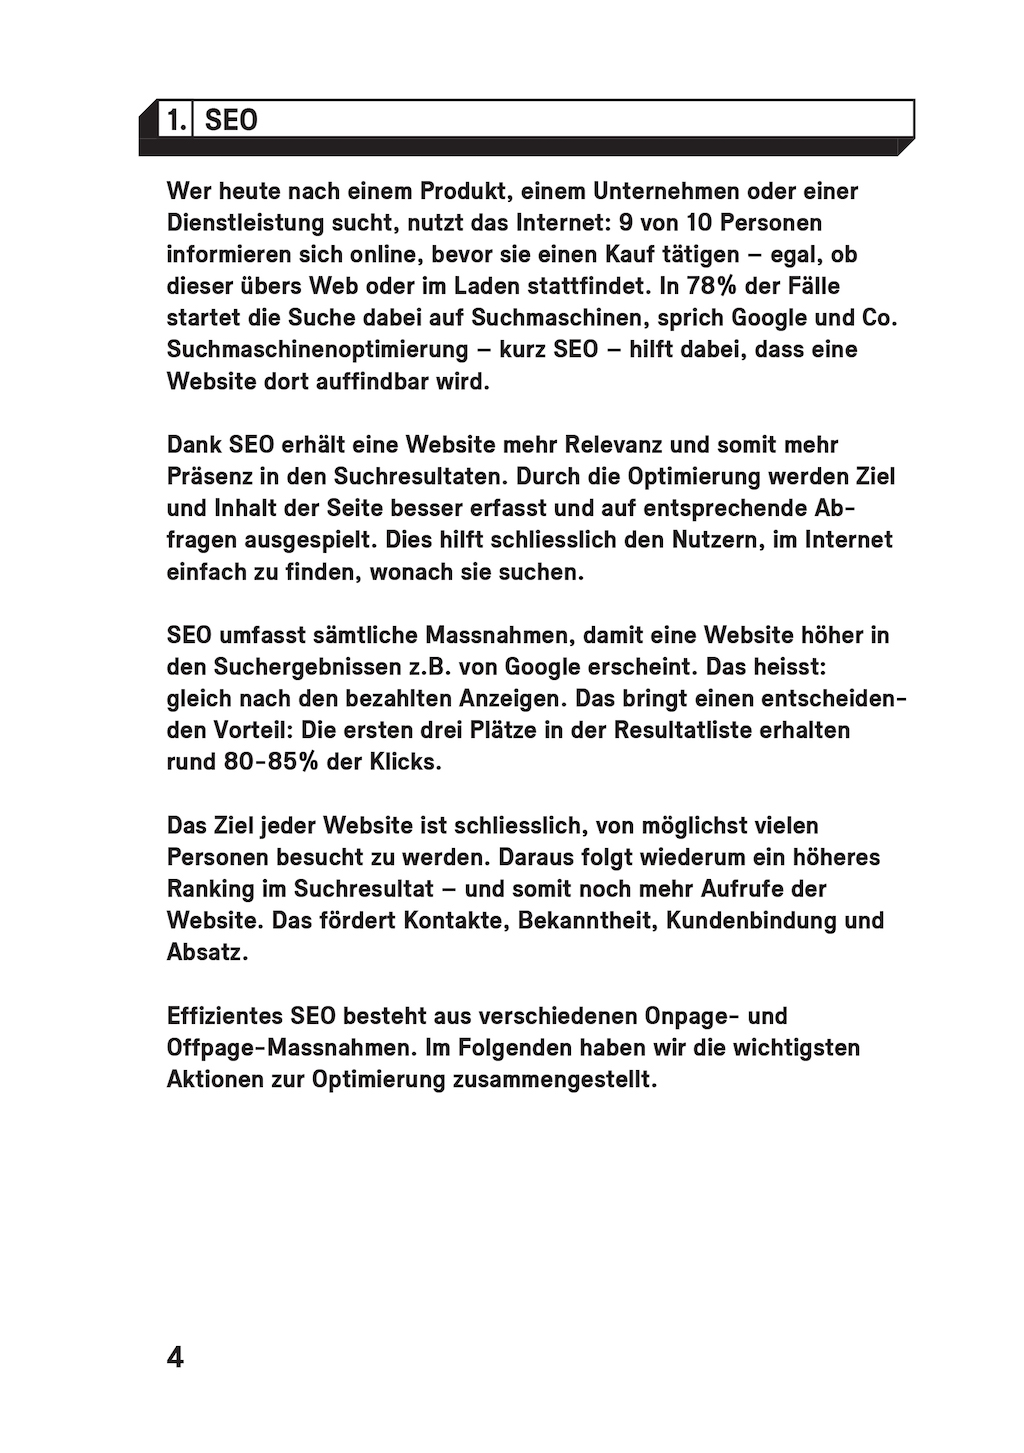 1. SEO
Wer heute nach einem Produkt, einem Unternehmen oder einer
Dienstleistung sucht, nutzt das Internet: 9 von 10 Personen
informieren sich online, bevor sie einen Kauf tätigen – egal, ob
dieser übers Web oder im Laden stattfindet. In 78% der Fälle
startet die Suche dabei auf Suchmaschinen, sprich Google und Co.
Suchmaschinenoptimierung – kurz SEO – hilft dabei, dass eine
Website dort auffindbar wird.
Dank SEO erhält eine Website mehr Relevanz und somit mehr
Präsenz in den Suchresultaten. Durch die Optimierung werden Ziel
und Inhalt der Seite besser erfasst und auf entsprechende Ab-
fragen ausgespielt. Dies hilft schliesslich den Nutzern, im Internet
einfach zu finden, wonach sie suchen.
SEO umfasst sämtliche Massnahmen, damit eine Website höher in
den Suchergebnissen z.B. von Google erscheint. Das heisst:
gleich nach den bezahlten Anzeigen. Das bringt einen entscheiden-
den Vorteil: Die ersten drei Plätze in der Resultatliste erhalten
rund 80-85% der Klicks.
Das Ziel jeder Website ist schliesslich, von möglichst vielen
Personen besucht zu werden. Daraus folgt wiederum ein höheres
Ranking im Suchresultat – und somit noch mehr Aufrufe der
Website. Das fördert Kontakte, Bekanntheit, Kundenbindung und
Absatz.
Effizientes SEO besteht aus verschiedenen Onpage- und
Offpage-Massnahmen. Im Folgenden haben wir die wichtigsten
Aktionen zur Optimierung zusammengestellt.
4